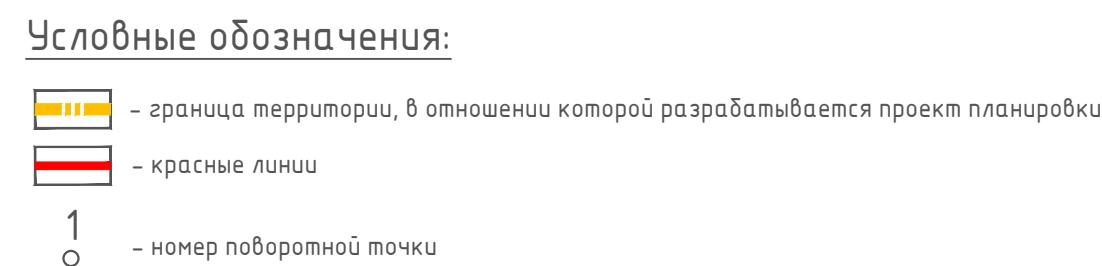 Условные обозначения:
- граница территории, в отношении которой разрабатывается проект планировки
- красные линии
1
- номер поворотной точки